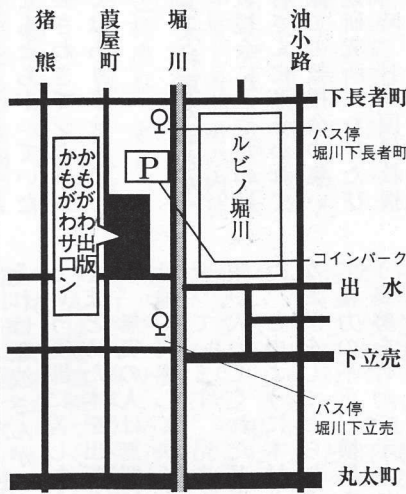 猪熊
葭屋町
堀川
油小路
下長者町
バス停
堀川下長者町
P
ルビノ堀川
かもがわ出版
かもがわサロン
コインパーク
出水
下立売
バス停
堀川下立売
丸太町